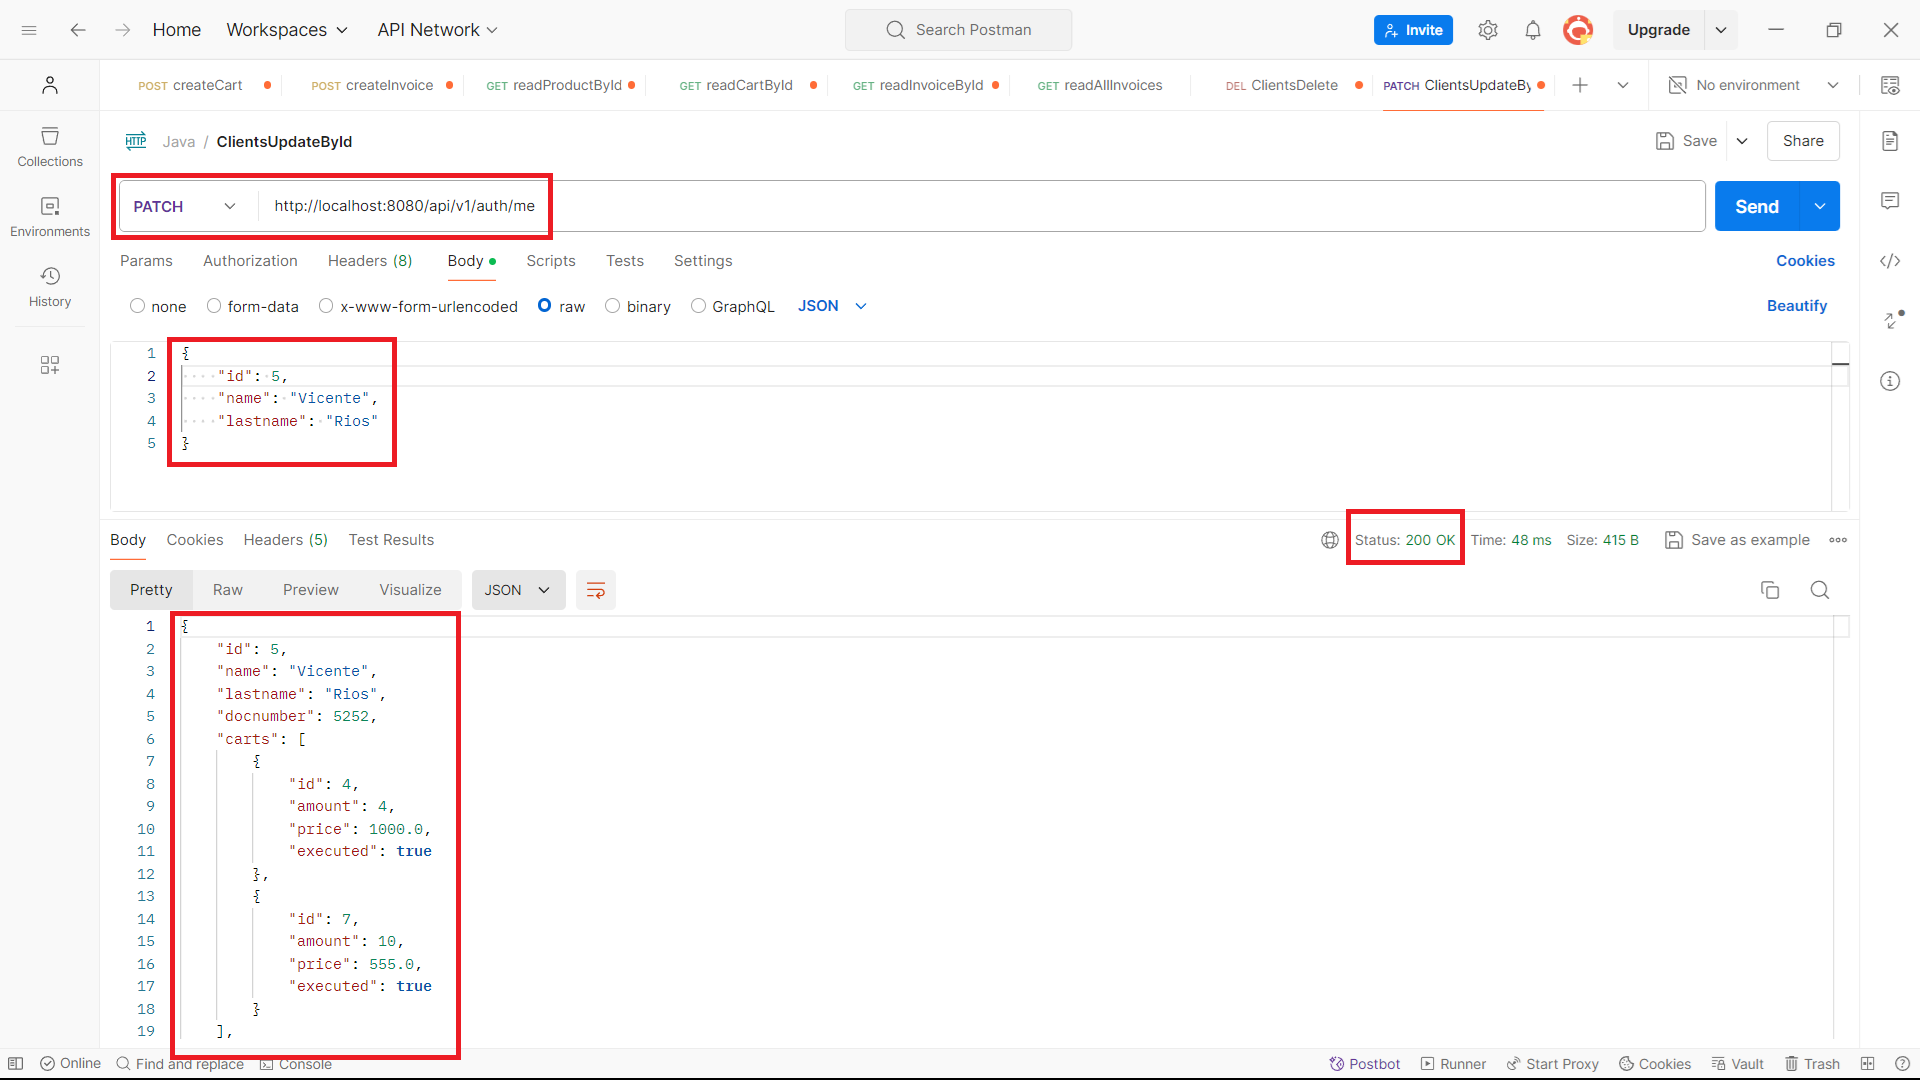 Home Workspaces API Network Search Postman Invite Upgrade
POST createCart POST createInvoice GET readProductById GET readCartById GET readInvoiceById GET readAllInvoices DEL ClientsDelete PATCH ClientsUpdateBy No environment
HTTP Java / ClientsUpdateById Save Share
Collections
PATCH http://localhost:8080/api/v1/auth/me Send
Environments
Params Authorization Headers (8) Body Scripts Tests Settings Cookies
History
none form-data x-www-form-urlencoded raw binary GraphQL JSON Beautify
1 {
2 "id": 5,
3 "name": "Vicente",
4 "lastname": "Rios"
5 }
Body Cookies Headers (5) Test Results Status: 200 OK Time: 48 ms Size: 415 B Save as example
Pretty Raw Preview Visualize JSON
1 {
2 "id": 5,
3 "name": "Vicente",
4 "lastname": "Rios",
5 "docnumber": 5252,
6 "carts": [
7 {
8 "id": 4,
9 "amount": 4,
10 "price": 1000.0,
11 "executed": true
12 },
13 {
14 "id": 7,
15 "amount": 10,
16 "price": 555.0,
17 "executed": true
18 }
19 ],
Online Find and replace Console Postbot Runner Start Proxy Cookies Vault Trash